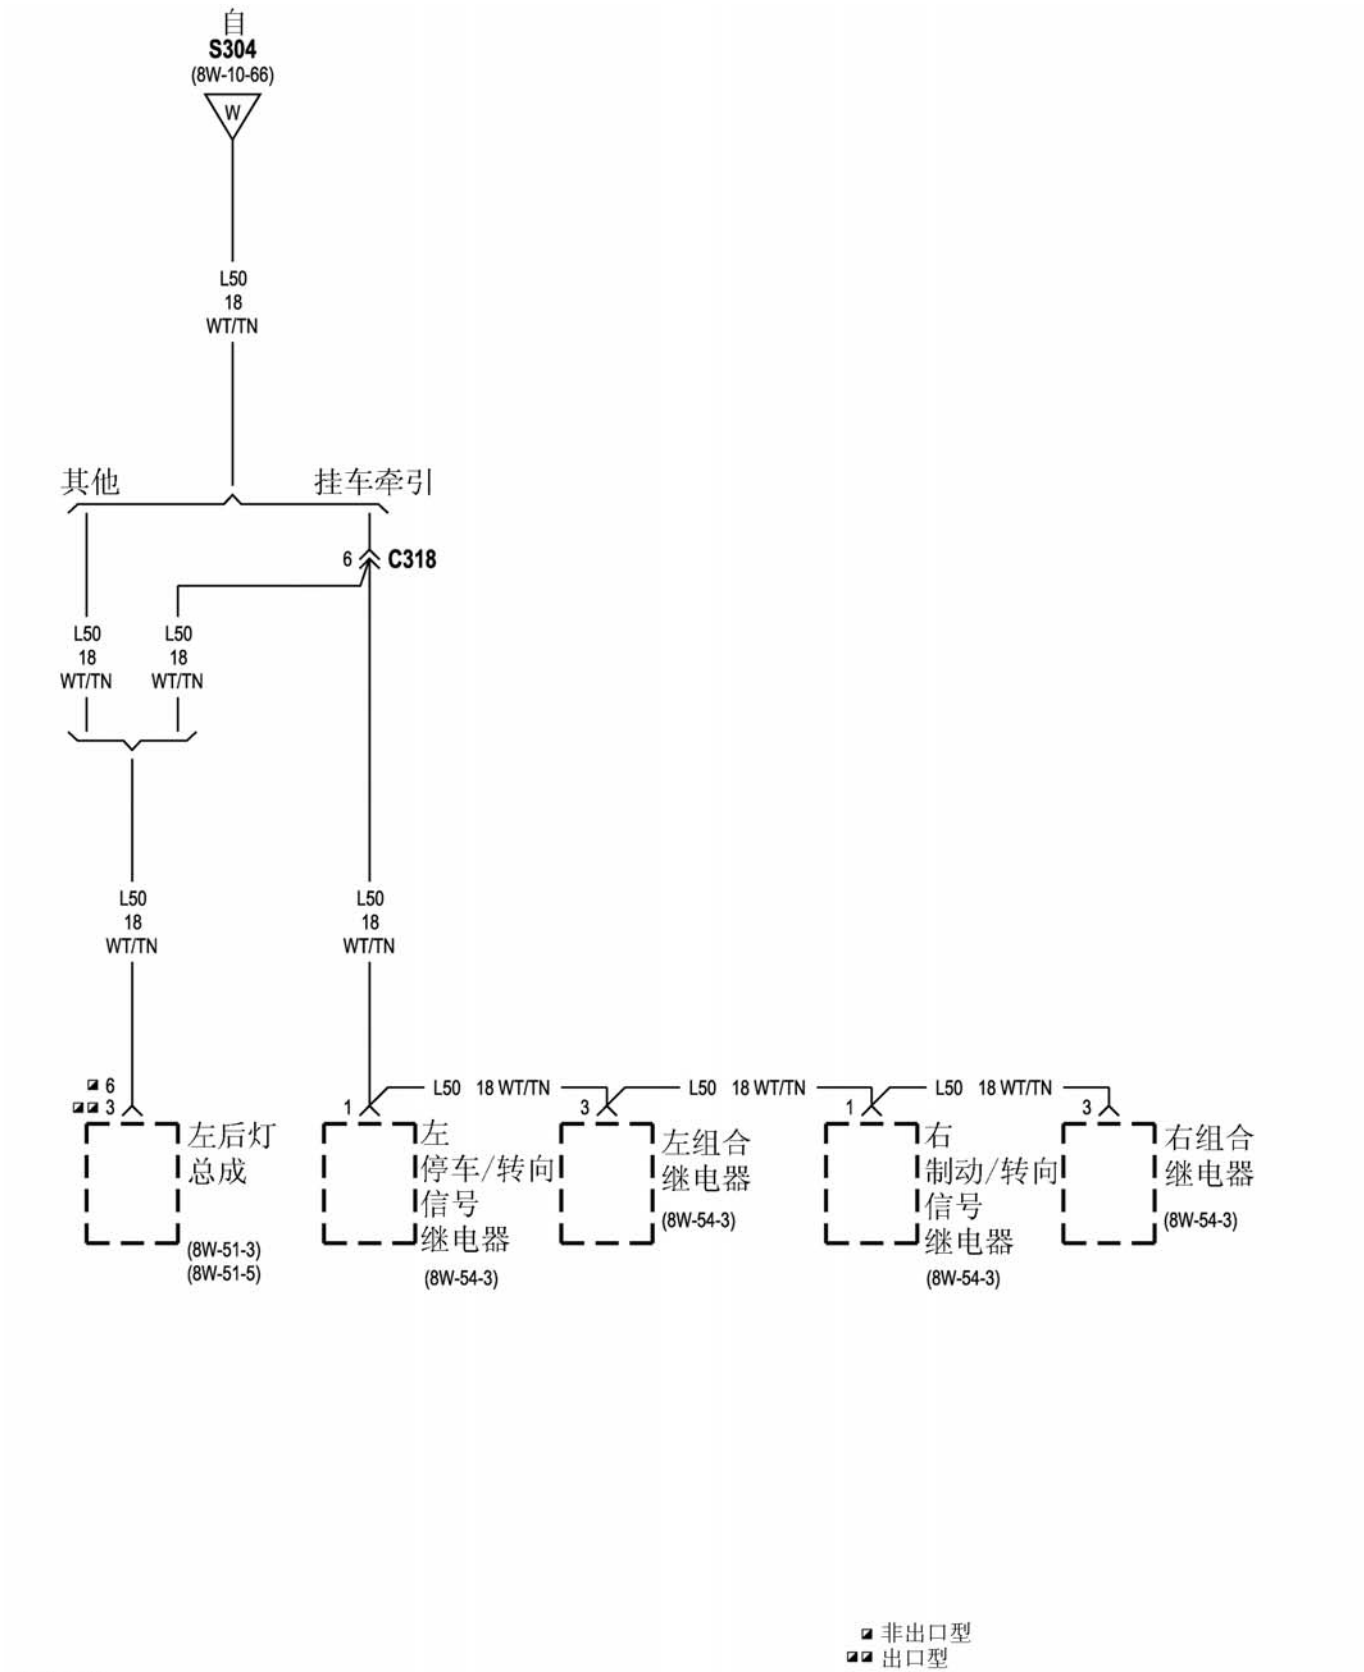 自
S304
(8W-10-66)
W
L50
18
WT/TN
其他
挂车牵引
6
C318
L50
18
WT/TN
L50
18
WT/TN
L50
18
WT/TN
L50
18
WT/TN
6
3
左后灯
总成
(8W-51-3)
(8W-51-5)
1
左
停车/转向
信号
继电器
(8W-54-3)
L50 18 WT/TN
3
左组合
继电器
(8W-54-3)
L50 18 WT/TN
1
右
制动/转向
信号
继电器
(8W-54-3)
L50 18 WT/TN
3
右组合
继电器
(8W-54-3)
非出口型
出口型